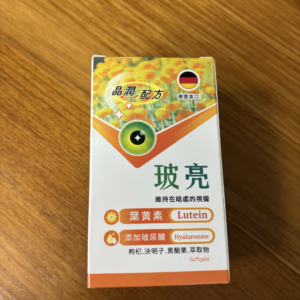 晶潤配方
德國進口
玻亮
維持在暗處的視覺
葉黃素 Lutein
添加玻尿酸 Hyaluronate
枸杞.決明子.黑醋栗.萃取物
Softgels